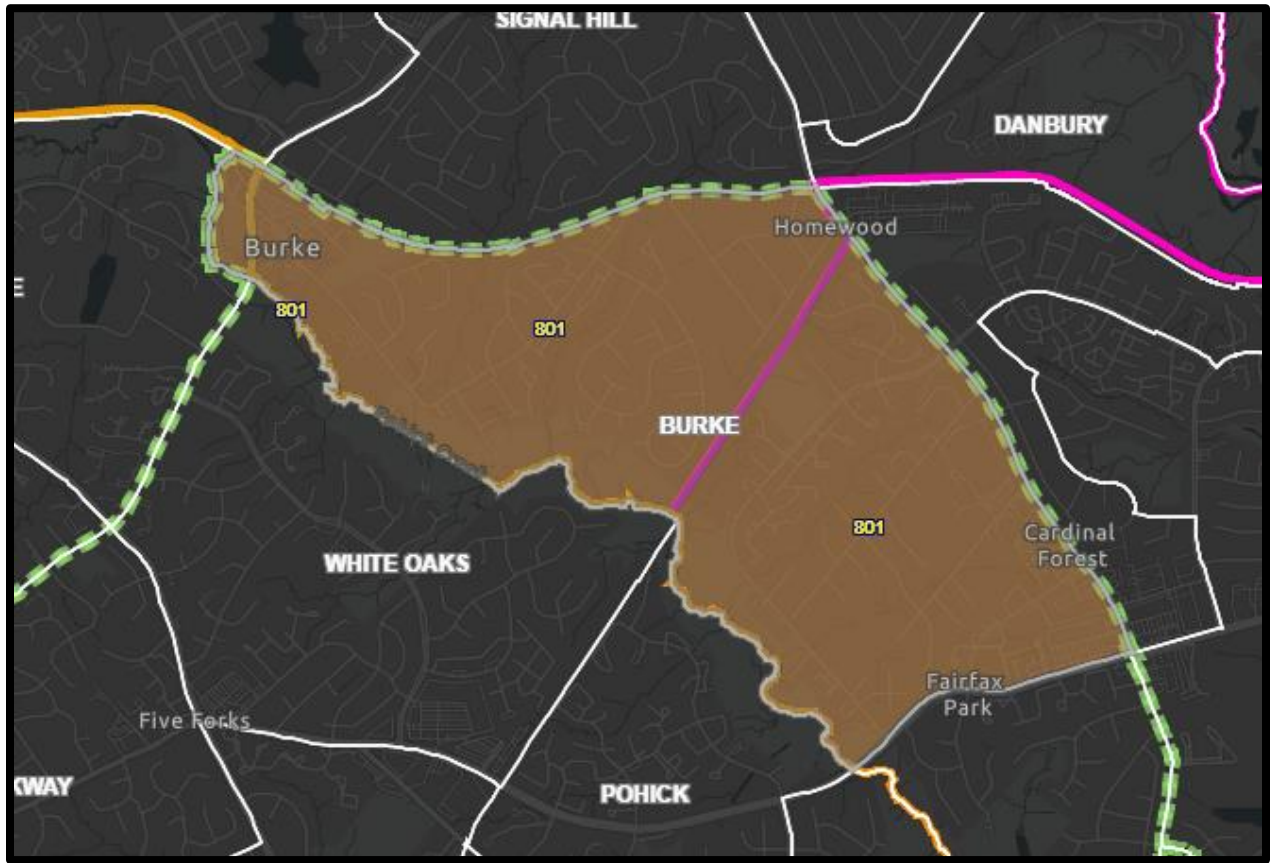 SIGNAL HILL
DANBURY
Homewood
Burke
E
801
801
BURKE
801
Cardinal
Forest
WHITE OAKS
Fairfax
Park
Five Forks
KWAY
POHICK